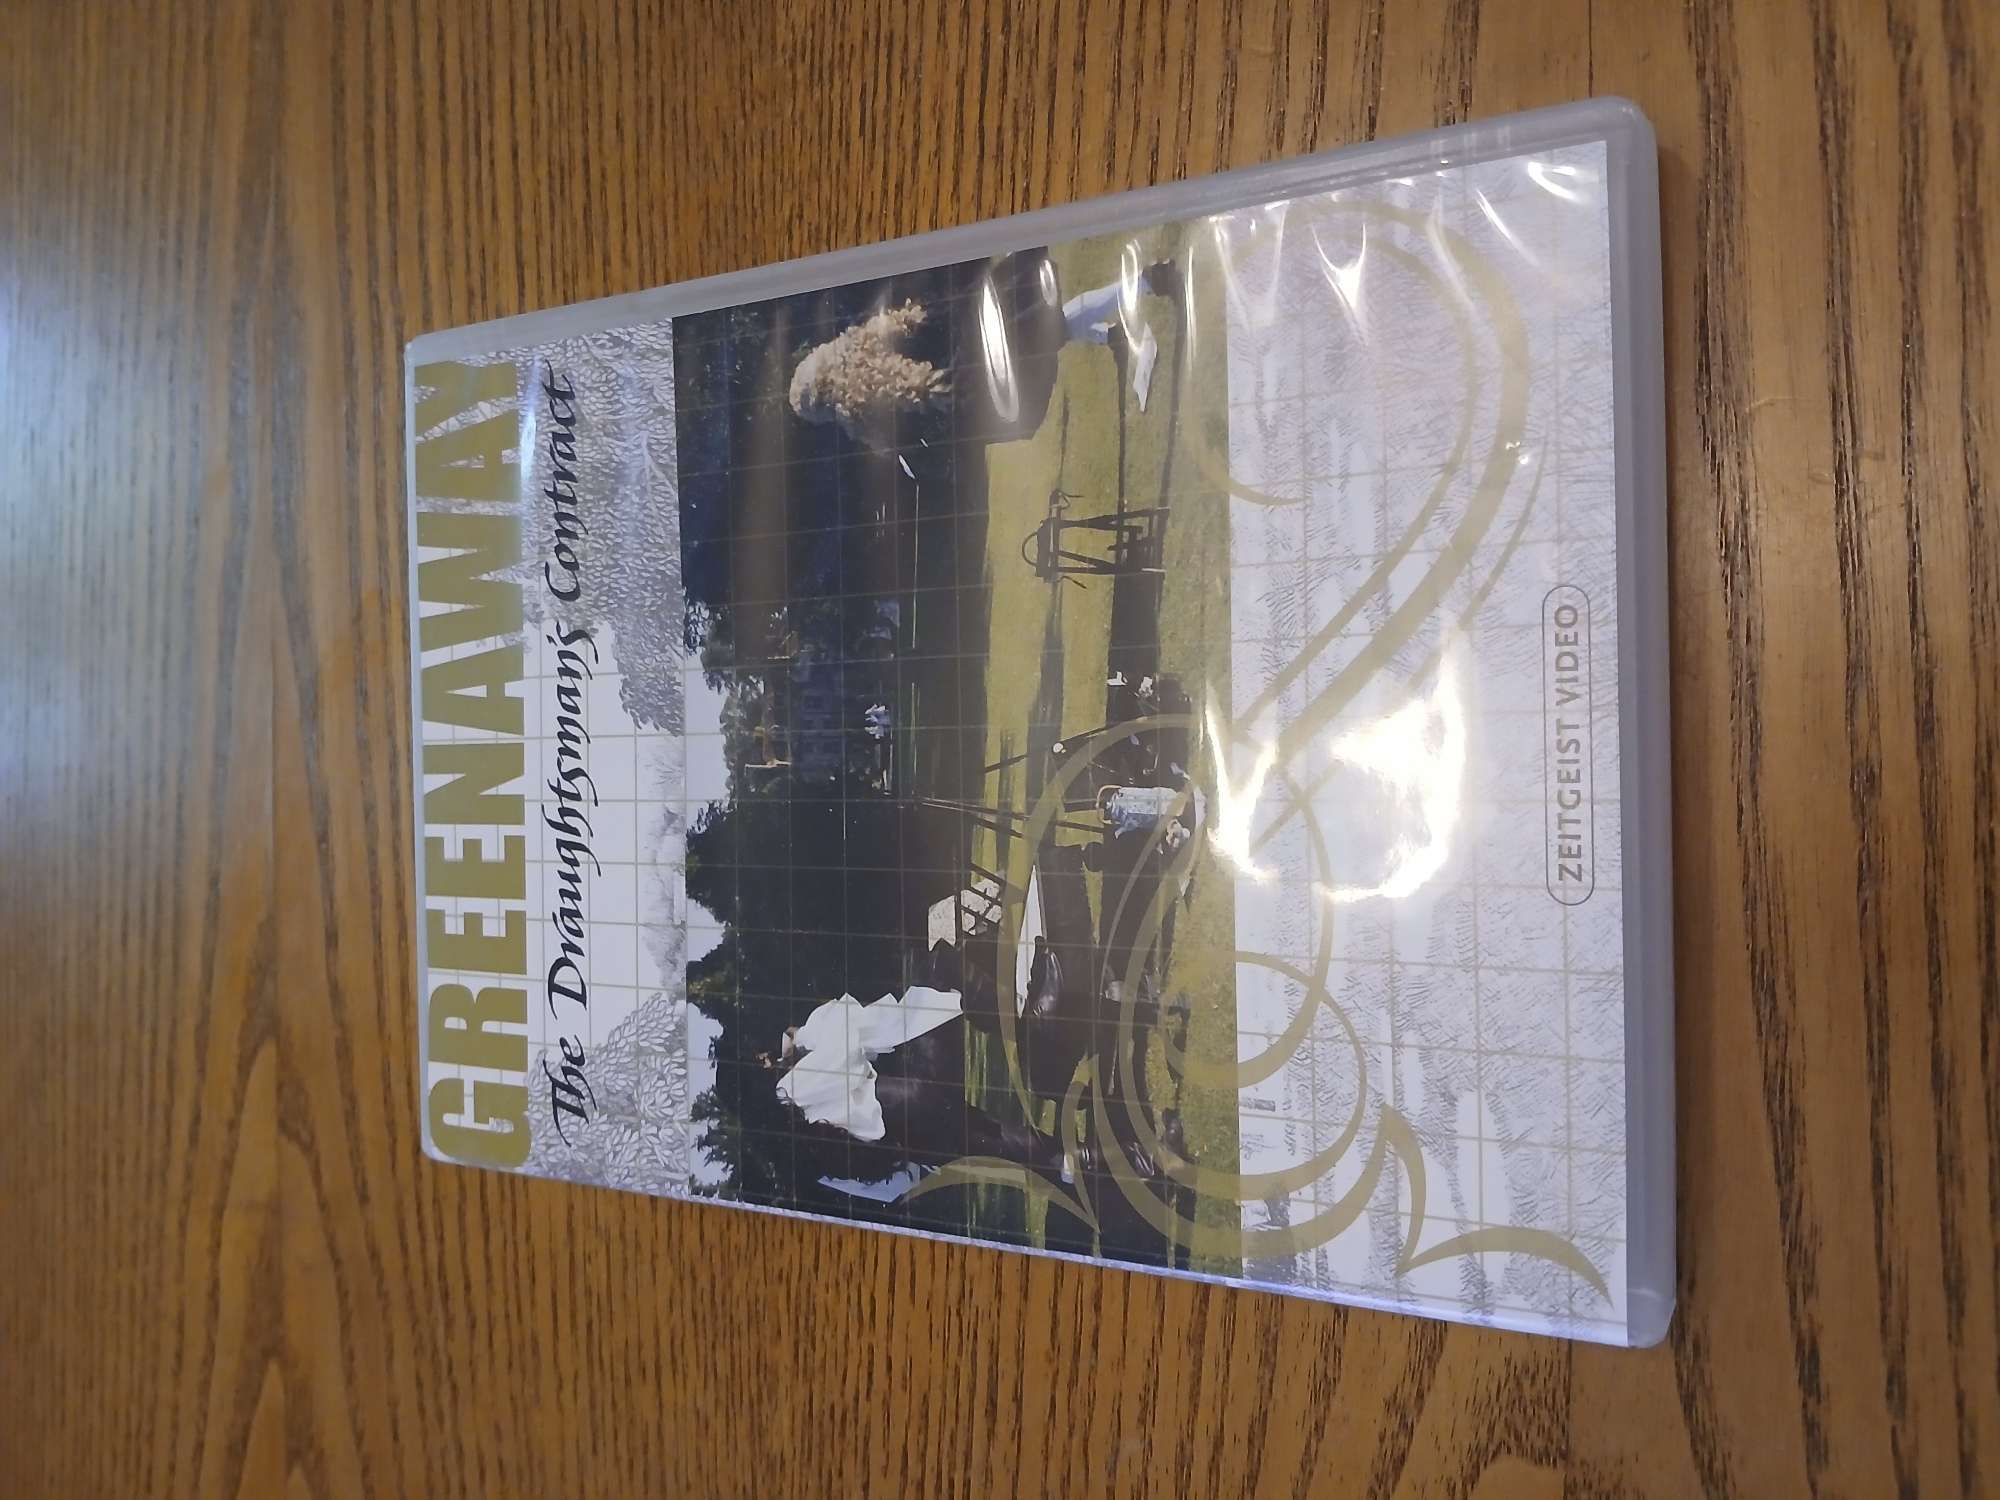 GREENAWAY
The Draughtsman's Contract
ZEITGEIST VIDEO